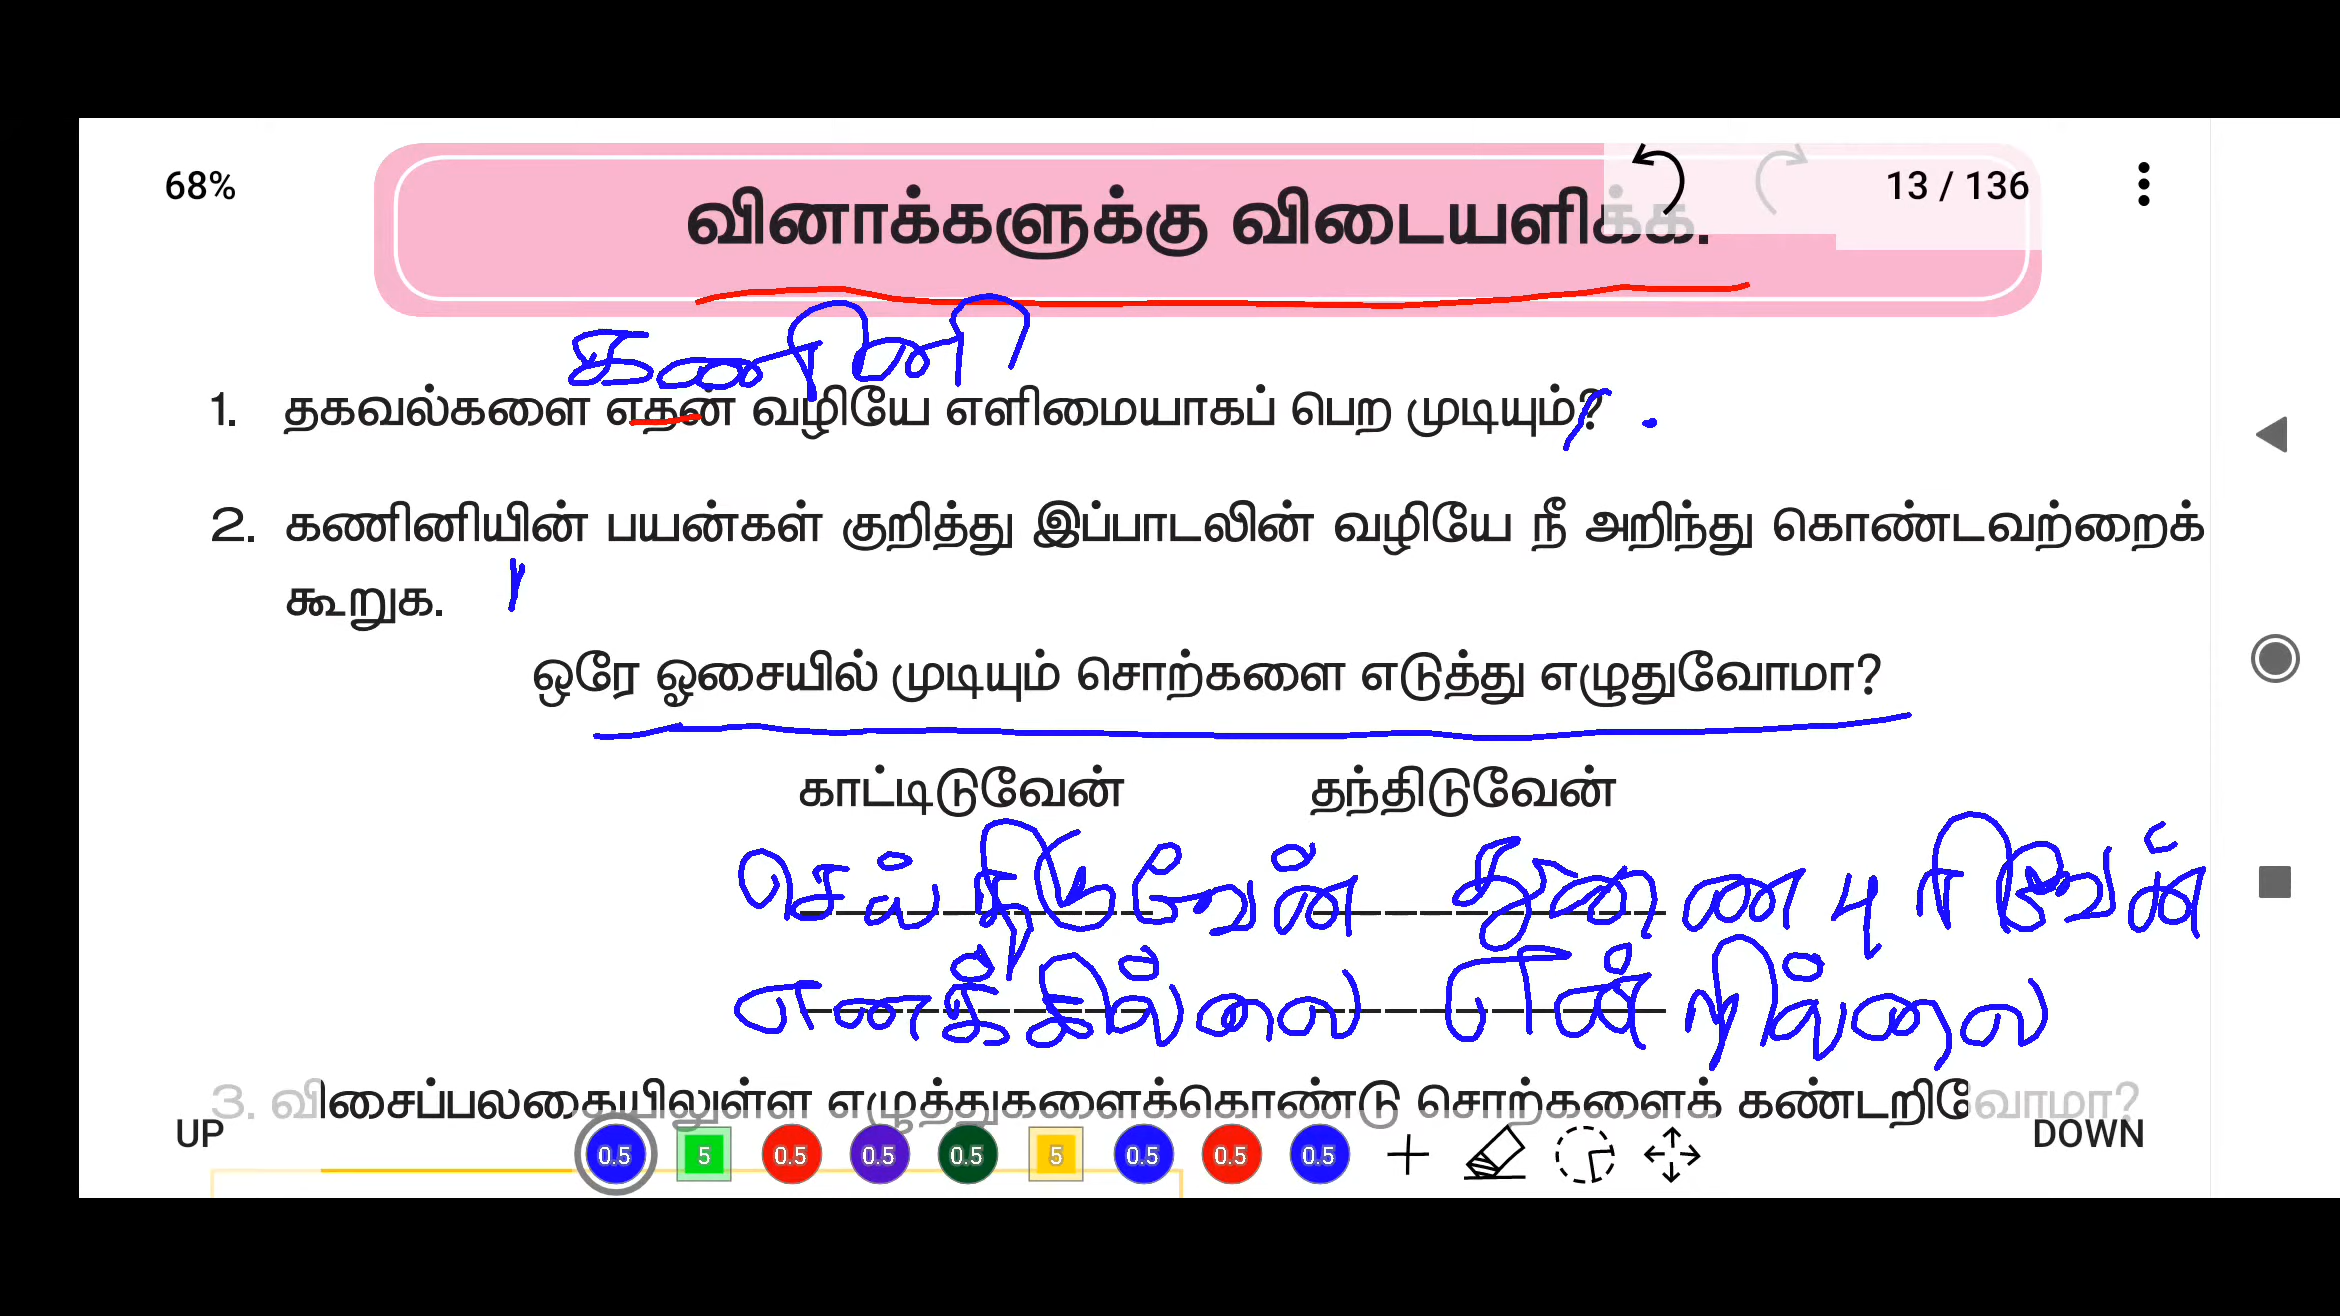 68%
வினாக்களுக்கு விடையளிக்க.
13 / 136
கணினி
1. தகவல்களை எதன் வழியே எளிமையாகப் பெற முடியும்?
2. கணினியின் பயன்கள் குறித்து இப்பாடலின் வழியே நீ அறிந்து கொண்டவற்றைக்
கூறுக.
ஒரே ஓசையில் முடியும் சொற்களை எடுத்து எழுதுவோமா?
காட்டிடுவேன் தந்திடுவேன்
செய்திடுவேன் துணைபுரிவேன்
எனக்கில்லை என்றில்லை
3. விசைப்பலகையிலுள்ள எழுத்துகளைக்கொண்டு சொற்களைக் கண்டறிவோமா?
UP 0.5 5 0.5 0.5 0.5 5 0.5 0.5 0.5 DOWN